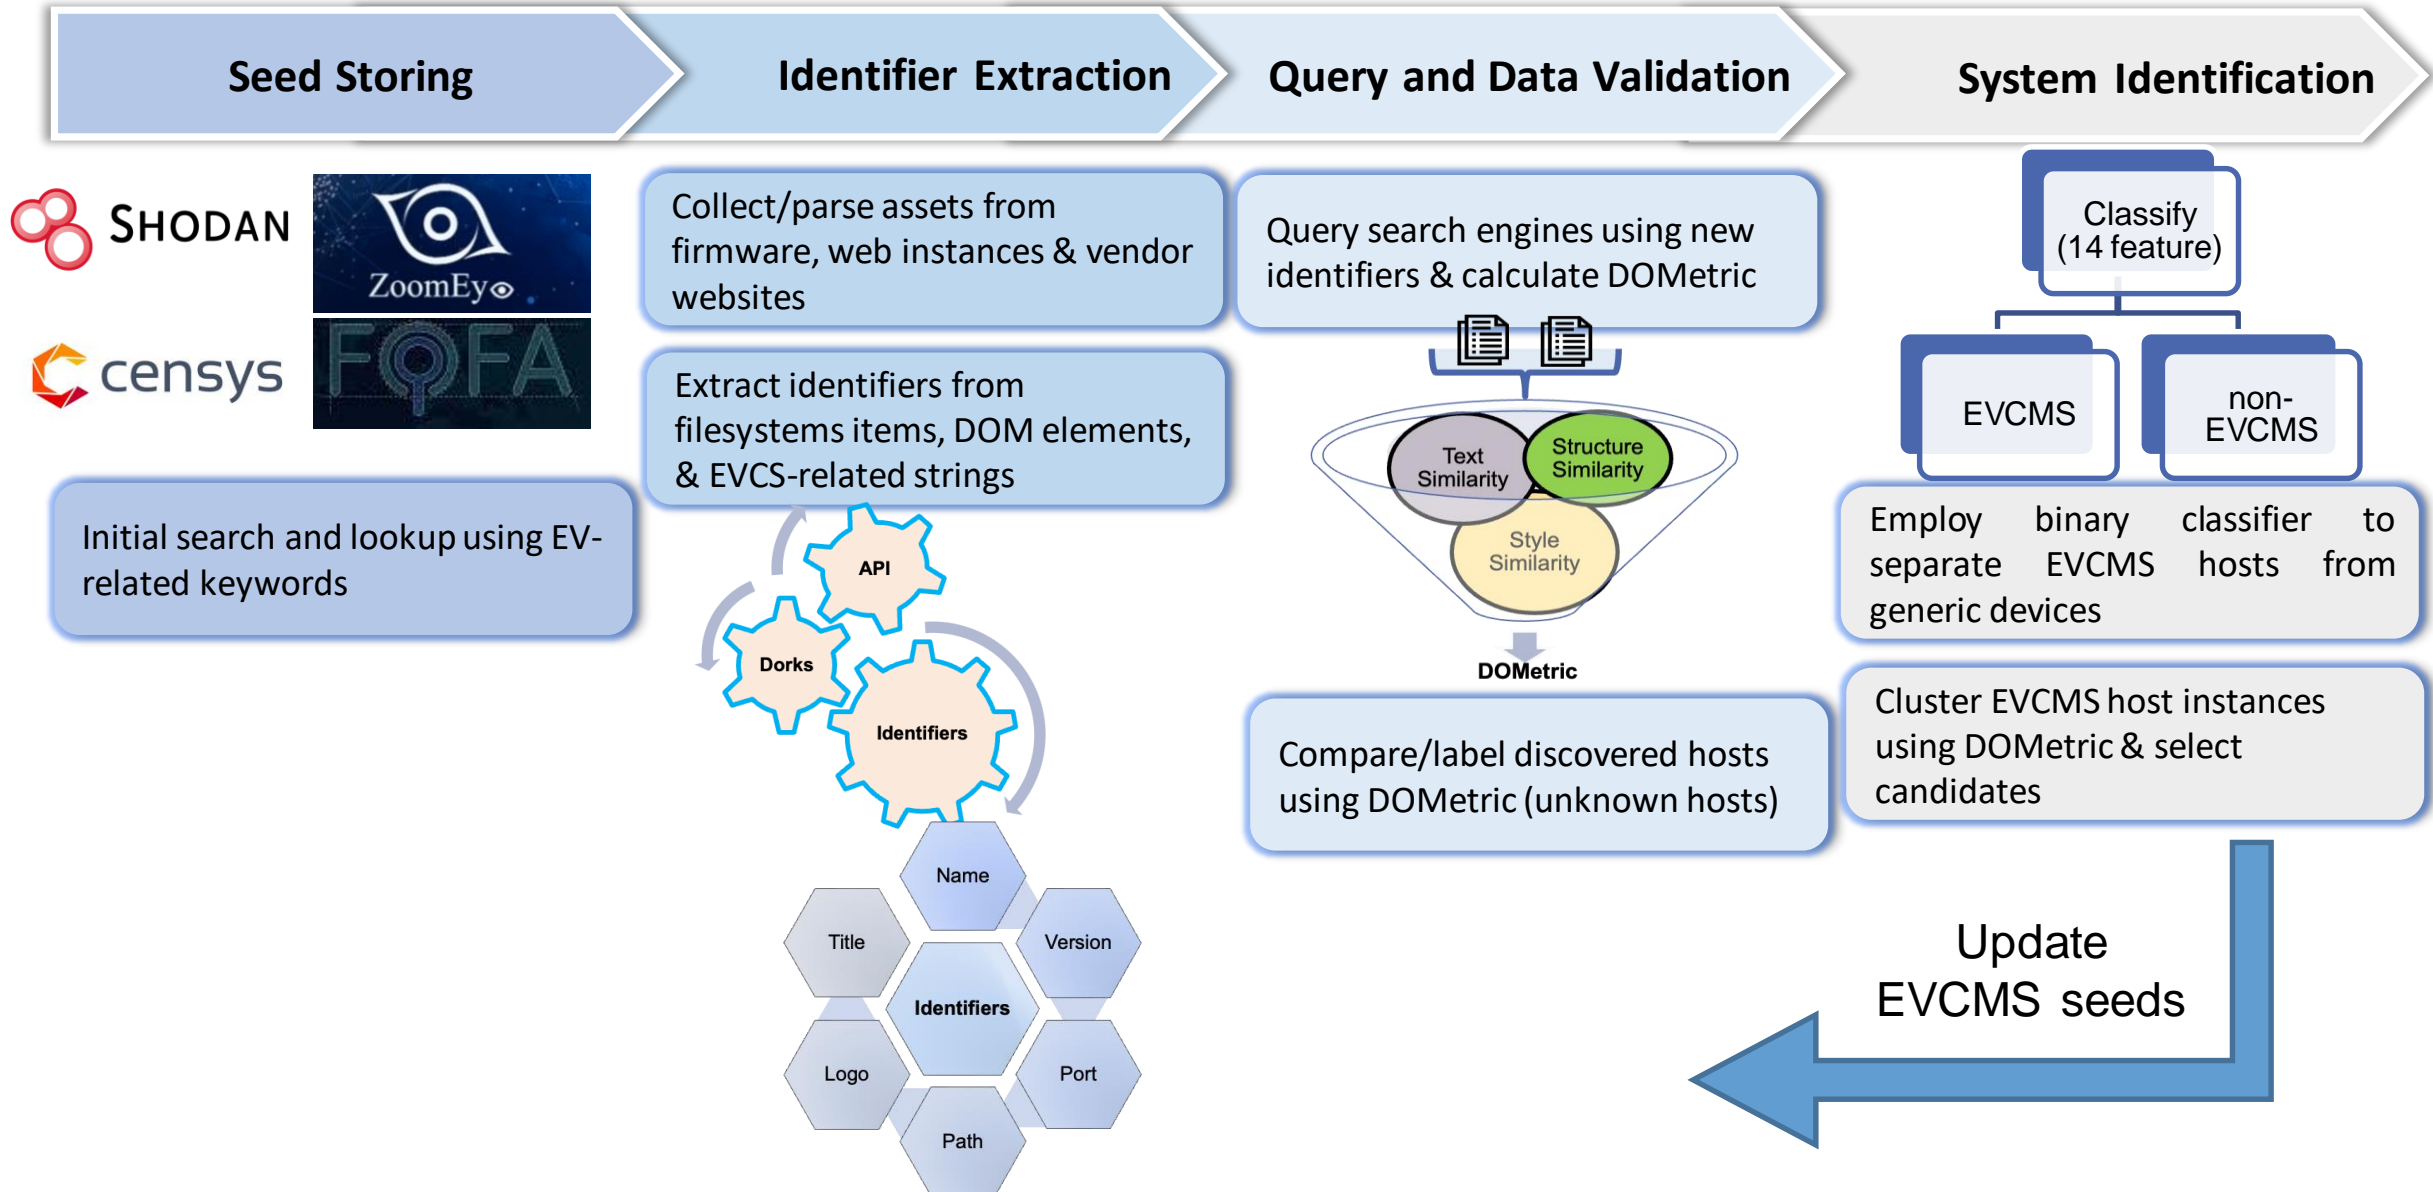 Seed Storing
Identifier Extraction
Query and Data Validation
System Identification
SHODAN
ZoomEye
censys
FOFA
Initial search and lookup using EV-
related keywords
Collect/parse assets from
firmware, web instances & vendor
websites
Extract identifiers from
filesystems items, DOM elements,
& EVCS-related strings
API
Dorks
Identifiers
Name
Title
Version
Identifiers
Logo
Port
Path
Query search engines using new
identifiers & calculate DOMetric
Text
Similarity
Structure
Similarity
Style
Similarity
DOMetric
Compare/label discovered hosts
using DOMetric (unknown hosts)
Classify
(14 feature)
EVCMS
non-
EVCMS
Employ binary classifier to
separate EVCMS hosts from
generic devices
Cluster EVCMS host instances
using DOMetric & select
candidates
Update
EVCMS seeds